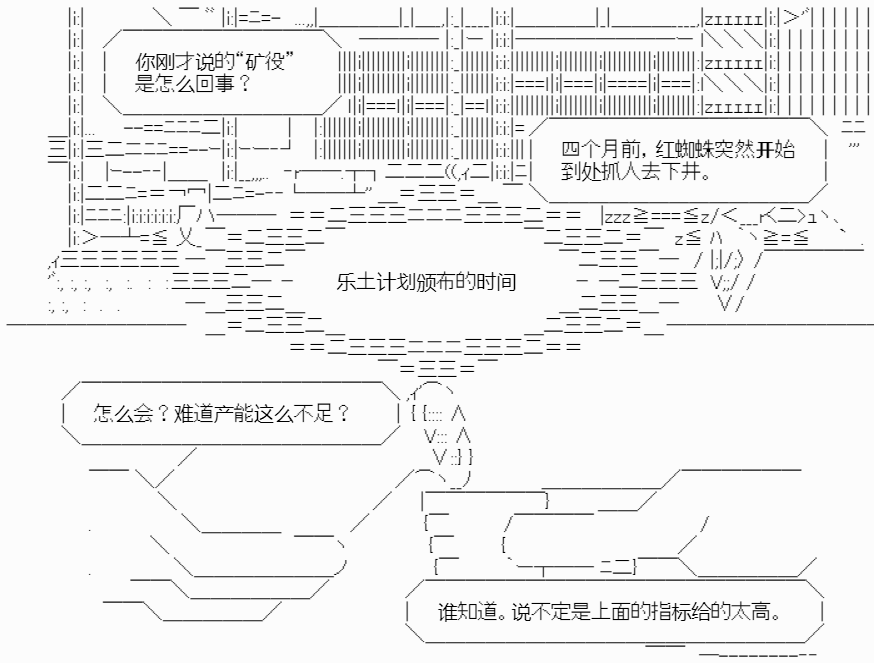 你刚才说的“矿役”
是怎么回事？
四个月前，红蜘蛛突然开始
到处抓人去下井。
乐土计划颁布的时间
怎么会？难道产能这么不足？
谁知道。说不定是上面的指标给的太高。